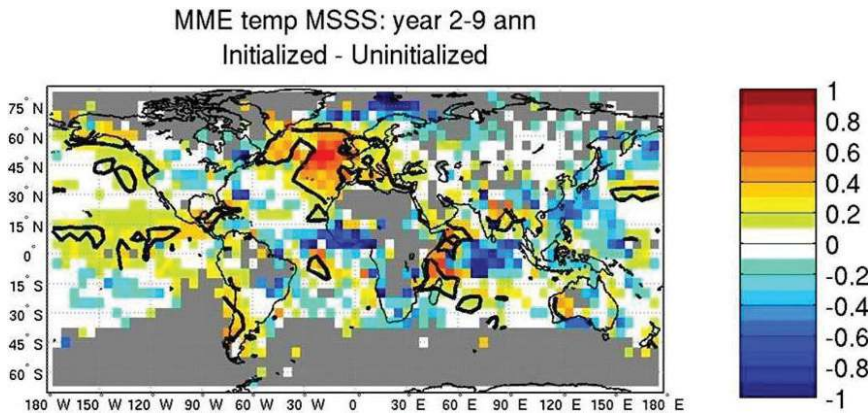 MME temp MSSS: year 2-9 ann
Initialized - Uninitialized
75° N
60° N
45° N
30° N
15° N
0°
15° S
30° S
45° S
60° S
180° W 150° W 120° W 90° W 60° W 30° W 0° 30° E 60° E 90° E 120° E 150° E 180° E
1
0.8
0.6
0.4
0.2
0
-0.2
-0.4
-0.6
-0.8
-1